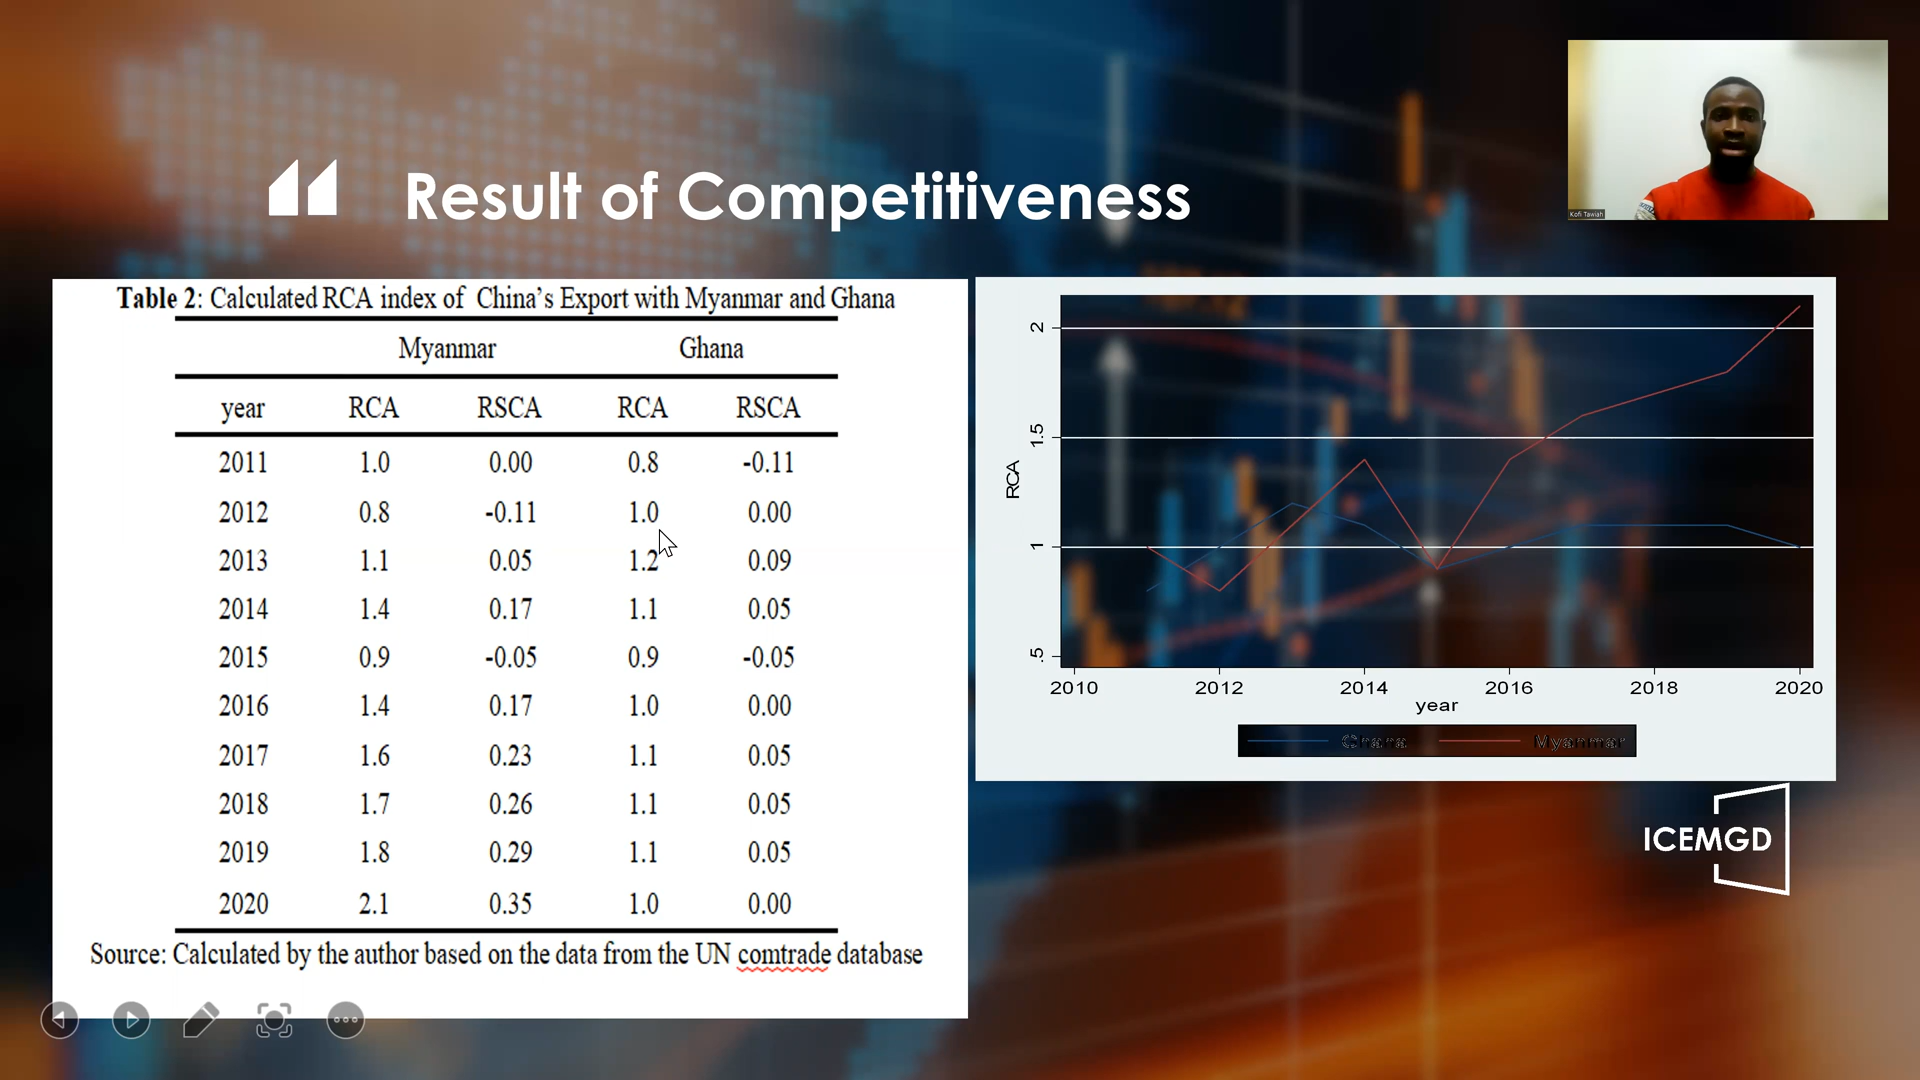 Kofi Tawiah
Result of Competitiveness
Table 2: Calculated RCA index of China’s Export with Myanmar and Ghana
Myanmar Ghana
year RCA RSCA RCA RSCA
2011 1.0 0.00 0.8 -0.11
2012 0.8 -0.11 1.0 0.00
2013 1.1 0.05 1.2 0.09
2014 1.4 0.17 1.1 0.05
2015 0.9 -0.05 0.9 -0.05
2016 1.4 0.17 1.0 0.00
2017 1.6 0.23 1.1 0.05
2018 1.7 0.26 1.1 0.05
2019 1.8 0.29 1.1 0.05
2020 2.1 0.35 1.0 0.00
Source: Calculated by the author based on the data from the UN comtrade database
2
1.5
RCA
1
.5
2010 2012 2014 2016 2018 2020
year
Ghana Myanmar
ICEMGD